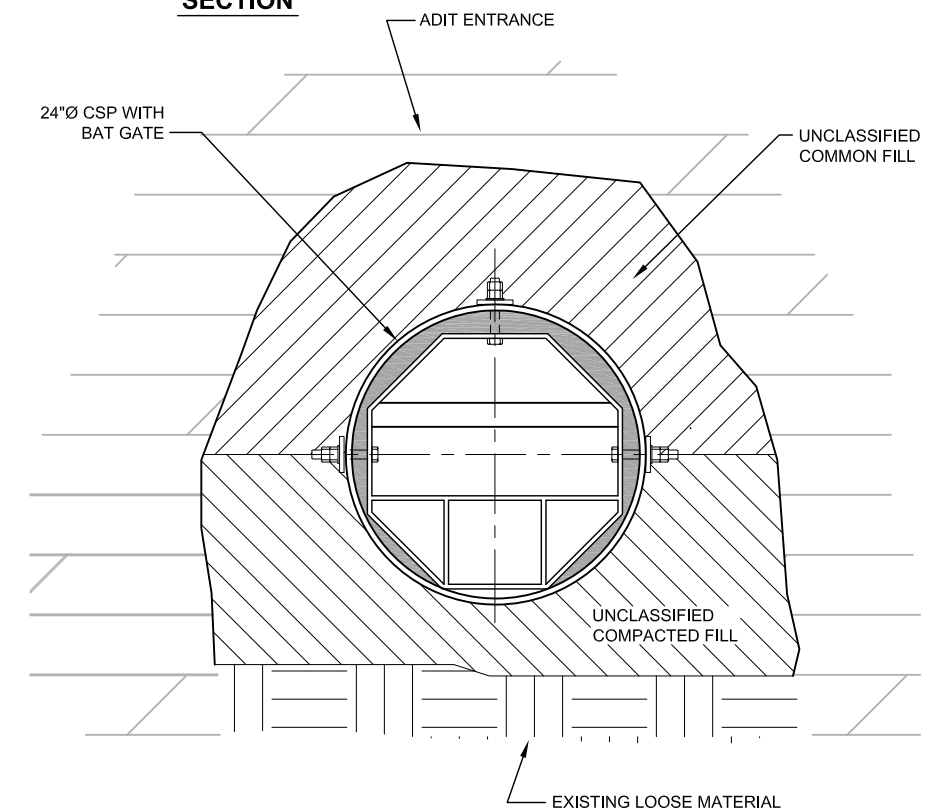 SECTION
ADIT ENTRANCE
24"Ø CSP WITH
BAT GATE
UNCLASSIFIED
COMMON FILL
UNCLASSIFIED
COMPACTED FILL
EXISTING LOOSE MATERIAL